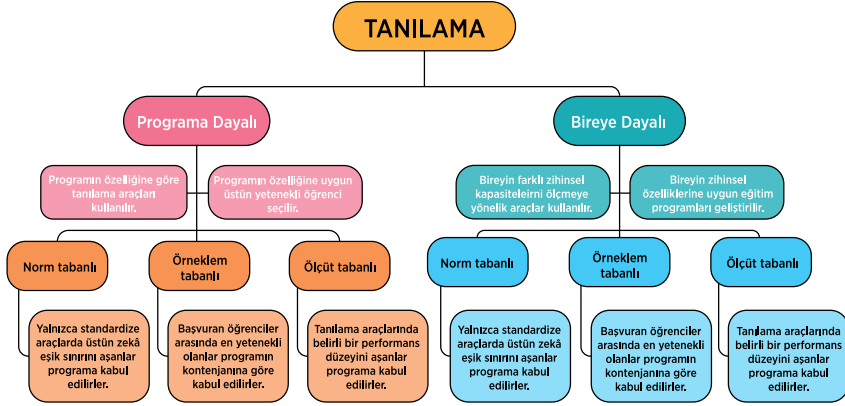 TANILAMA
Programa Dayalı
Bireye Dayalı
Programın özelliğine göre
tanılama araçları
kullanılır.
Programın özelliğine uygun
üstün yetenekli öğrenci
seçilir.
Bireyin farklı zihinsel
kapasiteleirni ölçmeye
yönelik araçlar kullanılır.
Bireyin zihinsel
özelliklerine uygun eğitim
programları geliştirilir.
Norm tabanlı
Örneklem
tabanlı
Ölçüt tabanlı
Norm tabanlı
Örneklem
tabanlı
Ölçüt tabanlı
Yalnızca standardize
araçlarda üstün zekâ
eşik sınırını aşanlar
programa kabul
edilirler.
Başvuran öğrenciler
arasında en yetenekli
olanlar programın
kontenjanına göre
kabul edilirler.
Tanılama araçlarında
belirli bir performans
düzeyini aşanlar
programa kabul
edilirler.
Yalnızca standardize
araçlarda üstün zekâ
eşik sınırını aşanlar
programa kabul
edilirler.
Başvuran öğrenciler
arasında en yetenekli
olanlar programın
kontenjanına göre
kabul edilirler.
Tanılama araçlarında
belirli bir performans
düzeyini aşanlar
programa kabul
edilirler.